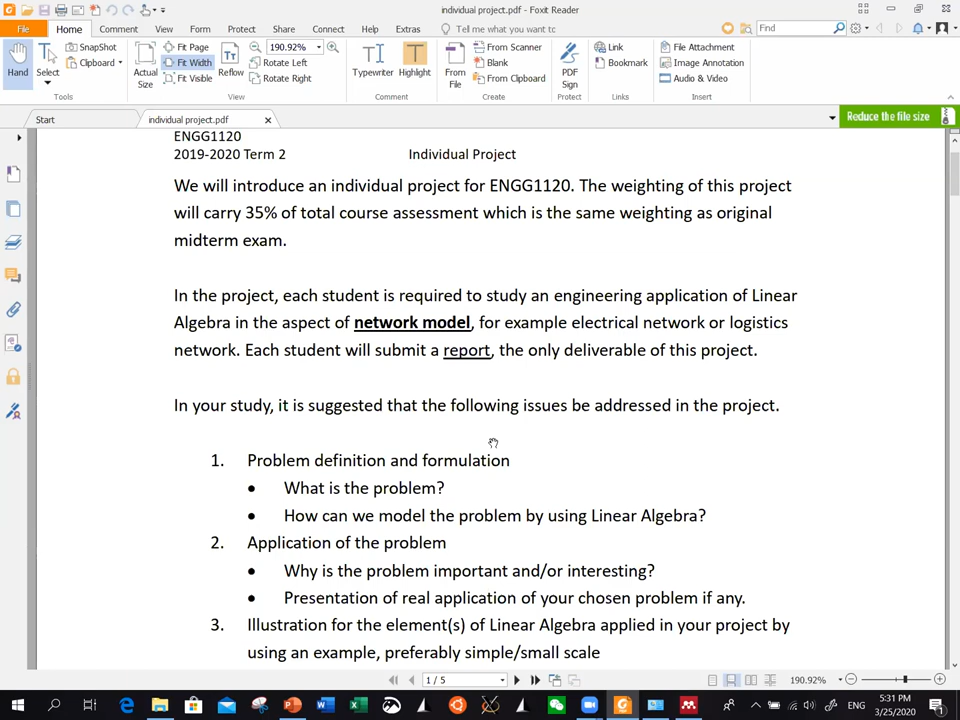 individual project.pdf - Foxit Reader
File Home Comment View Form Protect Share Connect Help Extras Tell me what you want tc Find
Hand
Select
SnapShot
Clipboard
Tools
Actual
Size
Fit Page
Fit Width
Fit Visible
Reflow
190.92%
Rotate Left
Rotate Right
View
Typewriter
Highlight
Comment
From
File
From Scanner
Blank
From Clipboard
Create
PDF
Sign
Protect
Link
Bookmark
Links
File Attachment
Image Annotation
Audio & Video
Insert
Start individual project.pdf Reduce the file size
ENGG1120
2019-2020 Term 2 Individual Project
We will introduce an individual project for ENGG1120. The weighting of this project
will carry 35% of total course assessment which is the same weighting as original
midterm exam.
In the project, each student is required to study an engineering application of Linear
Algebra in the aspect of network model, for example electrical network or logistics
network. Each student will submit a report, the only deliverable of this project.
In your study, it is suggested that the following issues be addressed in the project.
1. Problem definition and formulation
• What is the problem?
• How can we model the problem by using Linear Algebra?
2. Application of the problem
• Why is the problem important and/or interesting?
• Presentation of real application of your chosen problem if any.
3. Illustration for the element(s) of Linear Algebra applied in your project by
using an example, preferably simple/small scale
1 / 5 190.92%
ENG 5:31 PM
3/25/2020